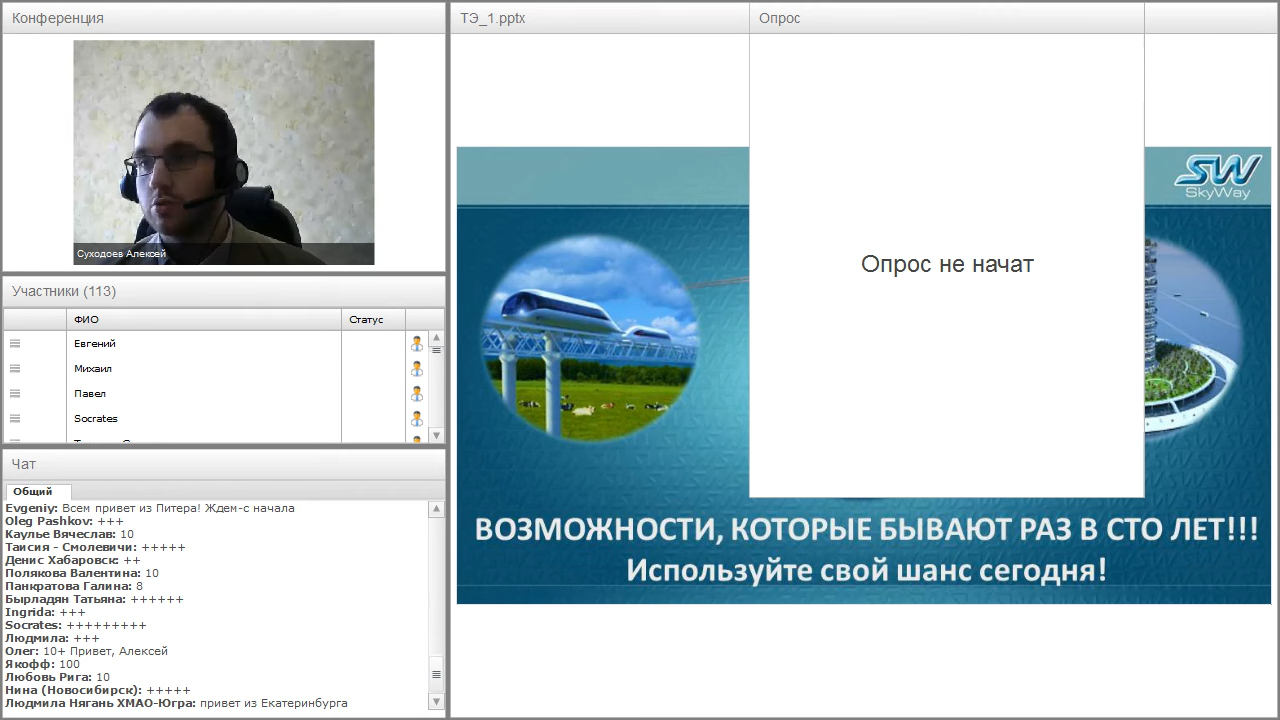 Конференция
Суходоев Алексей
Участники (113)
ФИО
Статус
Евгений
Михаил
Павел
Socrates
Чат
Общий
Evgeniy: Всем привет из Питера! Ждем-с начала
Oleg Pashkov: +++
Каулье Вячеслав: 10
Таисия - Смолевичи: +++++
Денис Хабаровск: ++
Полякова Валентина: 10
Панкратова Галина: 8
Бырладян Татьяна: ++++++
Ingrida: +++
Socrates: +++++++++
Людмила: +++
Олег: 10+ Привет, Алексей
Якофф: 100
Любовь Рига: 10
Нина (Новосибирск): +++++
Людмила Нягань ХМАО-Югра: привет из Екатеринбурга
ТЭ_1.pptx
Опрос
Опрос не начат
SW
SkyWay
ВОЗМОЖНОСТИ, КОТОРЫЕ БЫВАЮТ РАЗ В СТО ЛЕТ!!!
Используйте свой шанс сегодня!